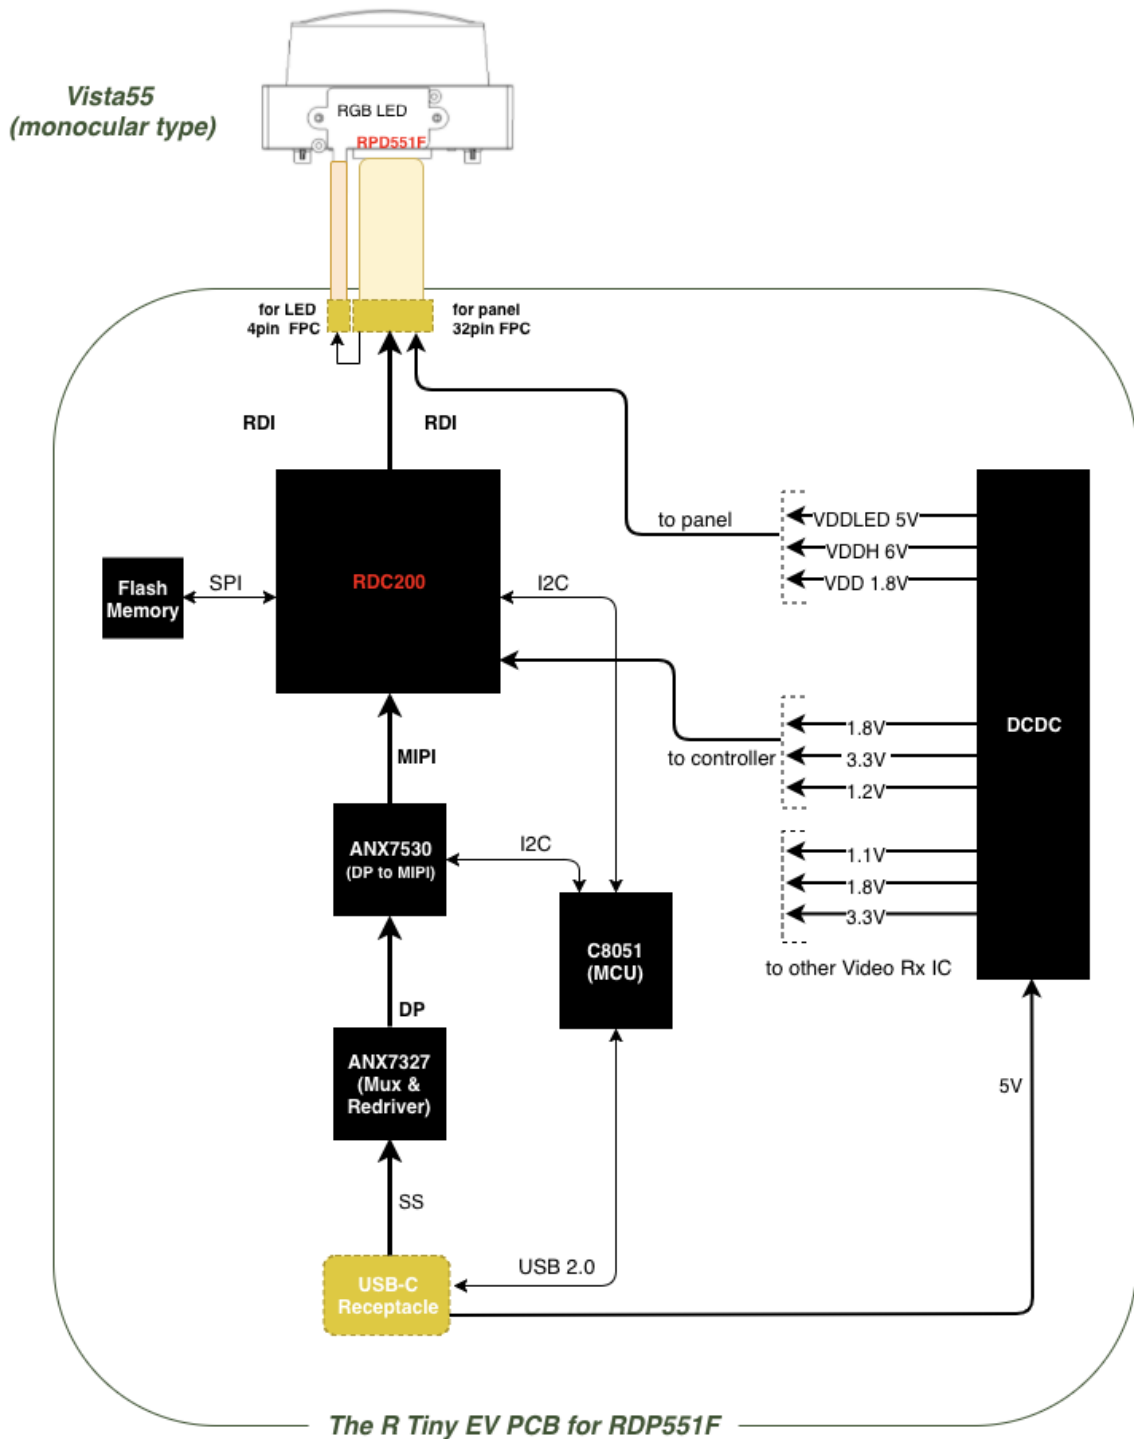 Vista55
(monocular type)
RGB LED
RPD551F
for LED
4pin FPC
for panel
32pin FPC
RDI
RDI
to panel
VDDLED 5V
VDDH 6V
VDD 1.8V
Flash
Memory
SPI
RDC200
I2C
DCDC
to controller
1.8V
3.3V
1.2V
MIPI
ANX7530
(DP to MIPI)
I2C
1.1V
1.8V
3.3V
to other Video Rx IC
C8051
(MCU)
DP
ANX7327
(Mux &
Redriver)
5V
SS
USB 2.0
USB-C
Receptacle
The R Tiny EV PCB for RDP551F